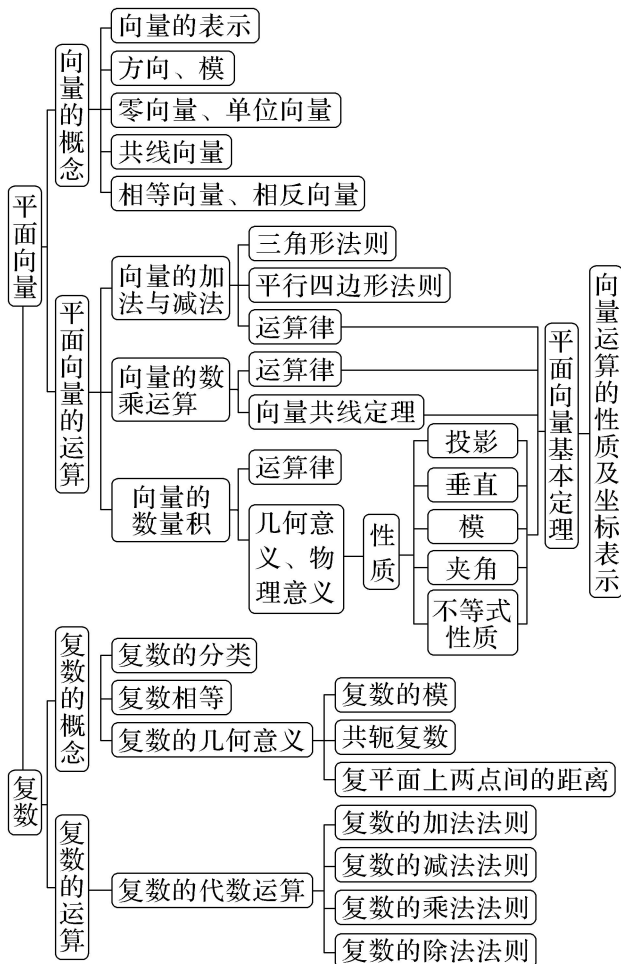 平面向量
向量的概念
向量的表示
方向、模
零向量、单位向量
共线向量
相等向量、相反向量
平面向量的运算
向量的加
法与减法
三角形法则
平行四边形法则
运算律
向量的数
乘运算
运算律
向量共线定理
向量的
数量积
运算律
几何意
义、物
理意义
性质
投影
垂直
模
夹角
不等式
性质
平面向量基本定理
向量运算的性质及坐标表示
复数
复数的概念
复数的分类
复数相等
复数的几何意义
复数的模
共轭复数
复平面上两点间的距离
复数的运算
复数的代数运算
复数的加法法则
复数的减法法则
复数的乘法法则
复数的除法法则